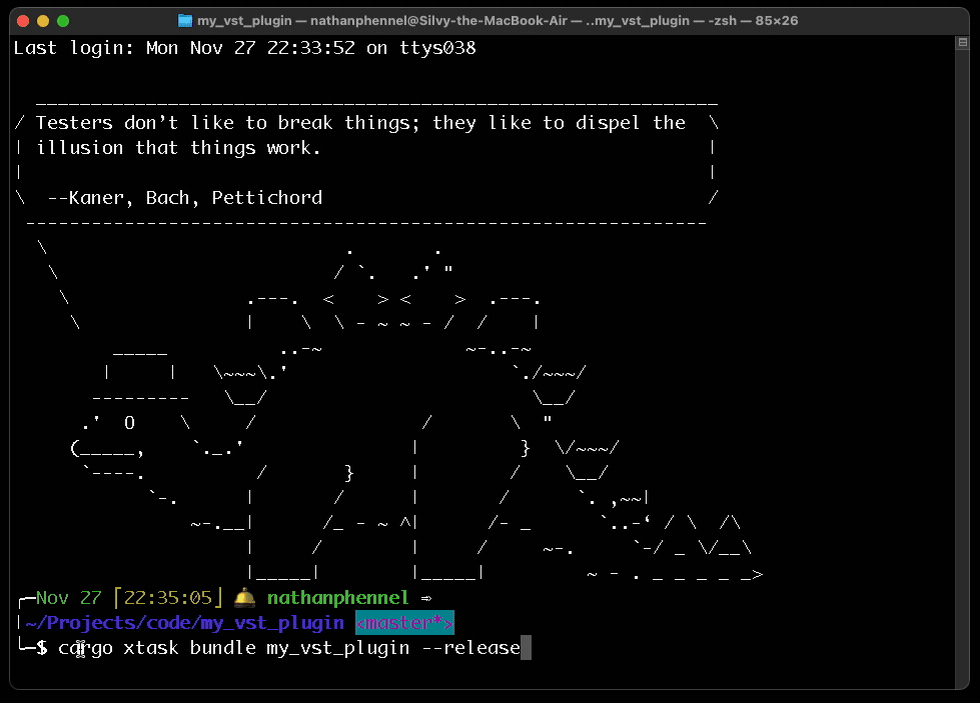 my_vst_plugin — nathanphennel@Silvy-the-MacBook-Air — ..my_vst_plugin — -zsh — 85×26
Last login: Mon Nov 27 22:33:52 on ttys038
Testers don’t like to break things; they like to dispel the
illusion that things work.
--Kaner, Bach, Pettichord
Nov 27 [22:35:05] 🔔 nathanphennel ⇨
~/Projects/code/my_vst_plugin <master*>
$ cargo xtask bundle my_vst_plugin --release